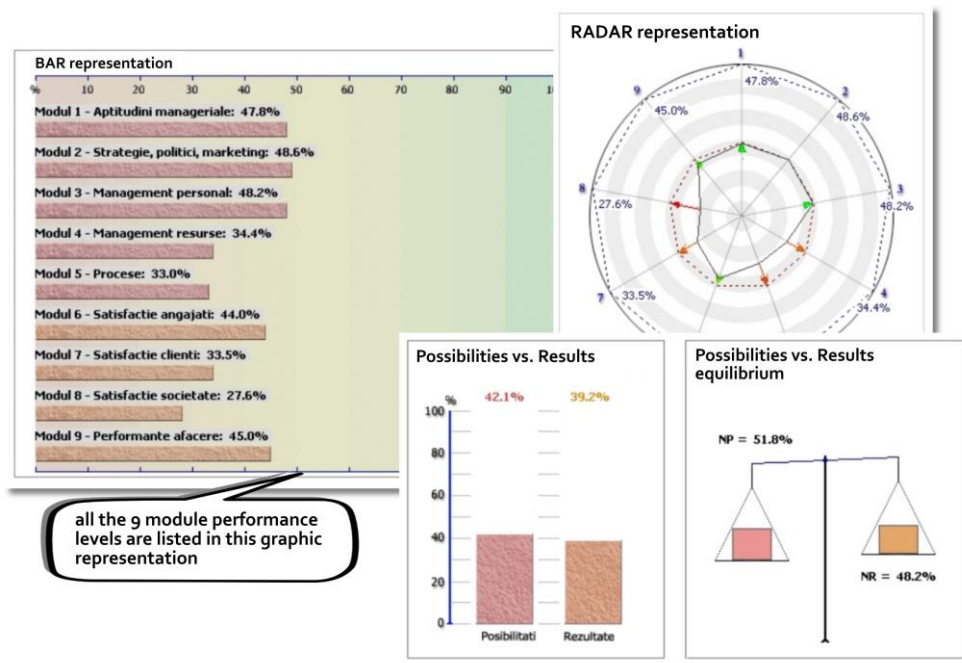 BAR representation
% 10 20 30 40 50 60 70 80 90
Modul 1 - Aptitudini manageriale: 47.8%
Modul 2 - Strategie, politici, marketing: 48.6%
Modul 3 - Management personal: 48.2%
Modul 4 - Management resurse: 34.4%
Modul 5 - Procese: 33.0%
Modul 6 - Satisfactie angajati: 44.0%
Modul 7 - Satisfactie clienti: 33.5%
Modul 8 - Satisfactie societate: 27.6%
Modul 9 - Performante afacere: 45.0%
all the 9 module performance
levels are listed in this graphic
representation
RADAR representation
1
47.8%
2
48.6%
3
48.2%
4
34.4%
7
33.5%
8
27.6%
9
45.0%
Possibilities vs. Results
% 42.1% 39.2%
100
80
60
40
20
0
Posibilitati Rezultate
Possibilities vs. Results
equilibrium
NP = 51.8%
NR = 48.2%